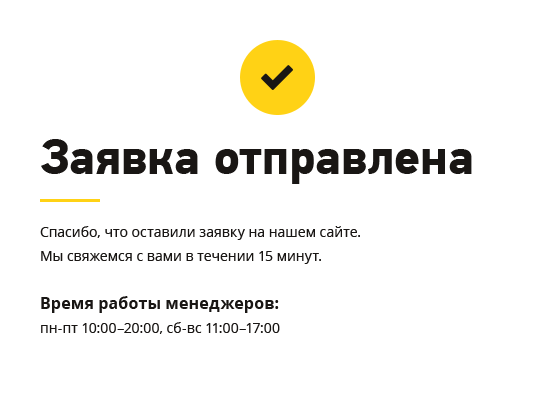 Заявка отправлена
Спасибо, что оставили заявку на нашем сайте.
Мы свяжемся с вами в течении 15 минут.
Время работы менеджеров:
пн-пт 10:00–20:00, сб-вс 11:00–17:00